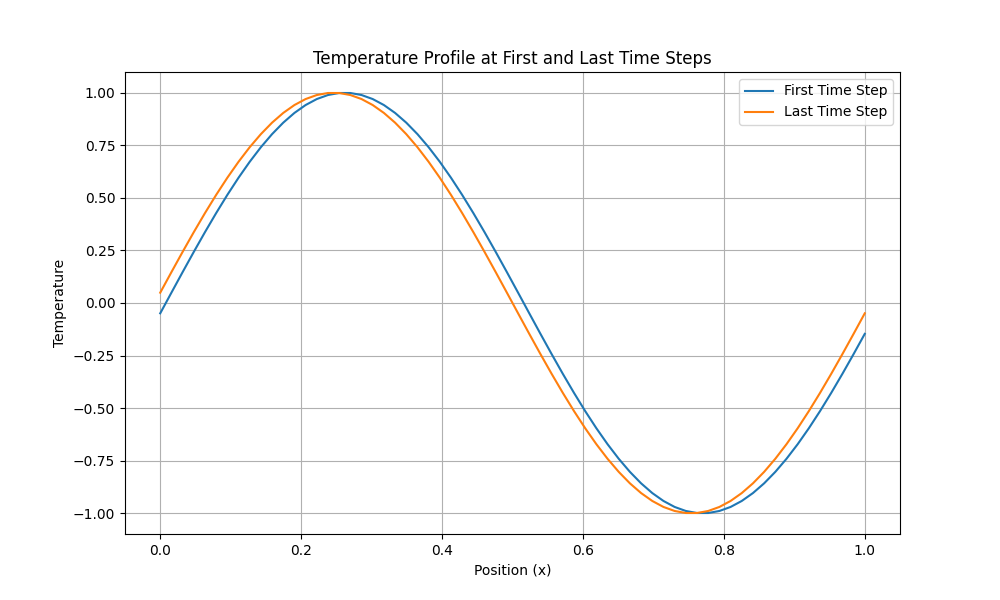 Temperature Profile at First and Last Time Steps
First Time Step
Last Time Step
1.00
0.75
0.50
0.25
0.00
−0.25
−0.50
−0.75
−1.00
Temperature
0.0 0.2 0.4 0.6 0.8 1.0
Position (x)